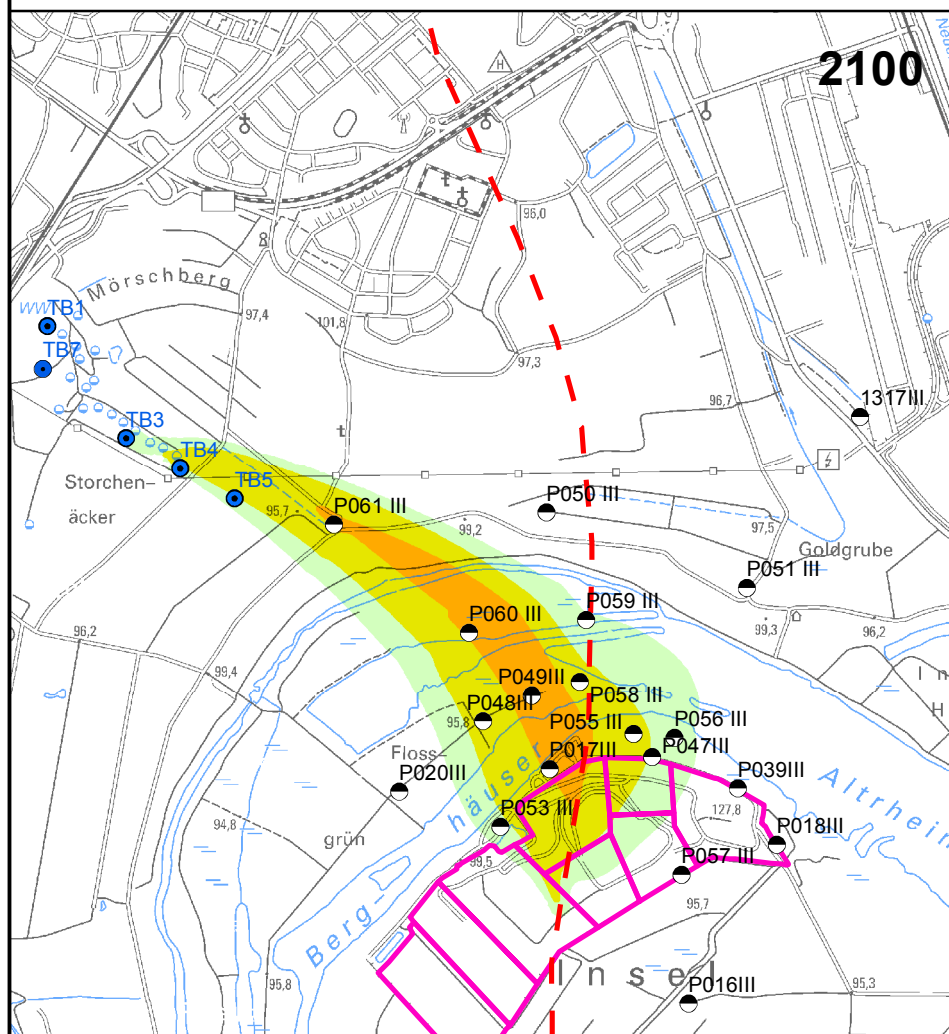 2100
H
96,0
Mörschberg
WW
TB1
97,4
101,8
TB7
97,3
96,7
1317III
TB3
TB4
Storchen-
TB5
äcker
95,7
P061 III
P050 III
99,2
97,5
Goldgrube
P051 III
P059 III
96,2
99,4
P060 III
99,3
96,2
I n
P049III
P058 III
H
P048III
95,8
P055 III
P056 III
Floss-
P017III
P047III
P020III
P039III
Altrhein
127,8
94,8
P053 III
grün
P018III
99,5
P057 III
95,7
Berg-
häuser
Insel
95,8
P016III
95,3